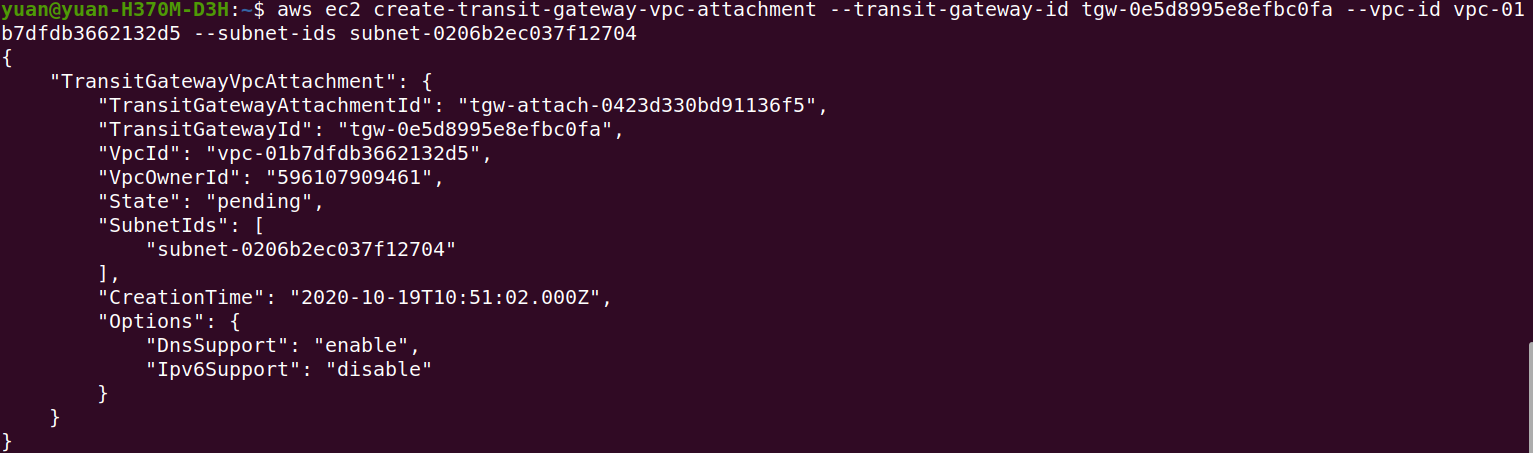 yuan@yuan-H370M-D3H:~$ aws ec2 create-transit-gateway-vpc-attachment --transit-gateway-id tgw-0e5d8995e8efbc0fa --vpc-id vpc-01
b7dfdb3662132d5 --subnet-ids subnet-0206b2ec037f12704
{
    "TransitGatewayVpcAttachment": {
        "TransitGatewayAttachmentId": "tgw-attach-0423d330bd91136f5",
        "TransitGatewayId": "tgw-0e5d8995e8efbc0fa",
        "VpcId": "vpc-01b7dfdb3662132d5",
        "VpcOwnerId": "596107909461",
        "State": "pending",
        "SubnetIds": [
            "subnet-0206b2ec037f12704"
        ],
        "CreationTime": "2020-10-19T10:51:02.000Z",
        "Options": {
            "DnsSupport": "enable",
            "Ipv6Support": "disable"
        }
    }
}